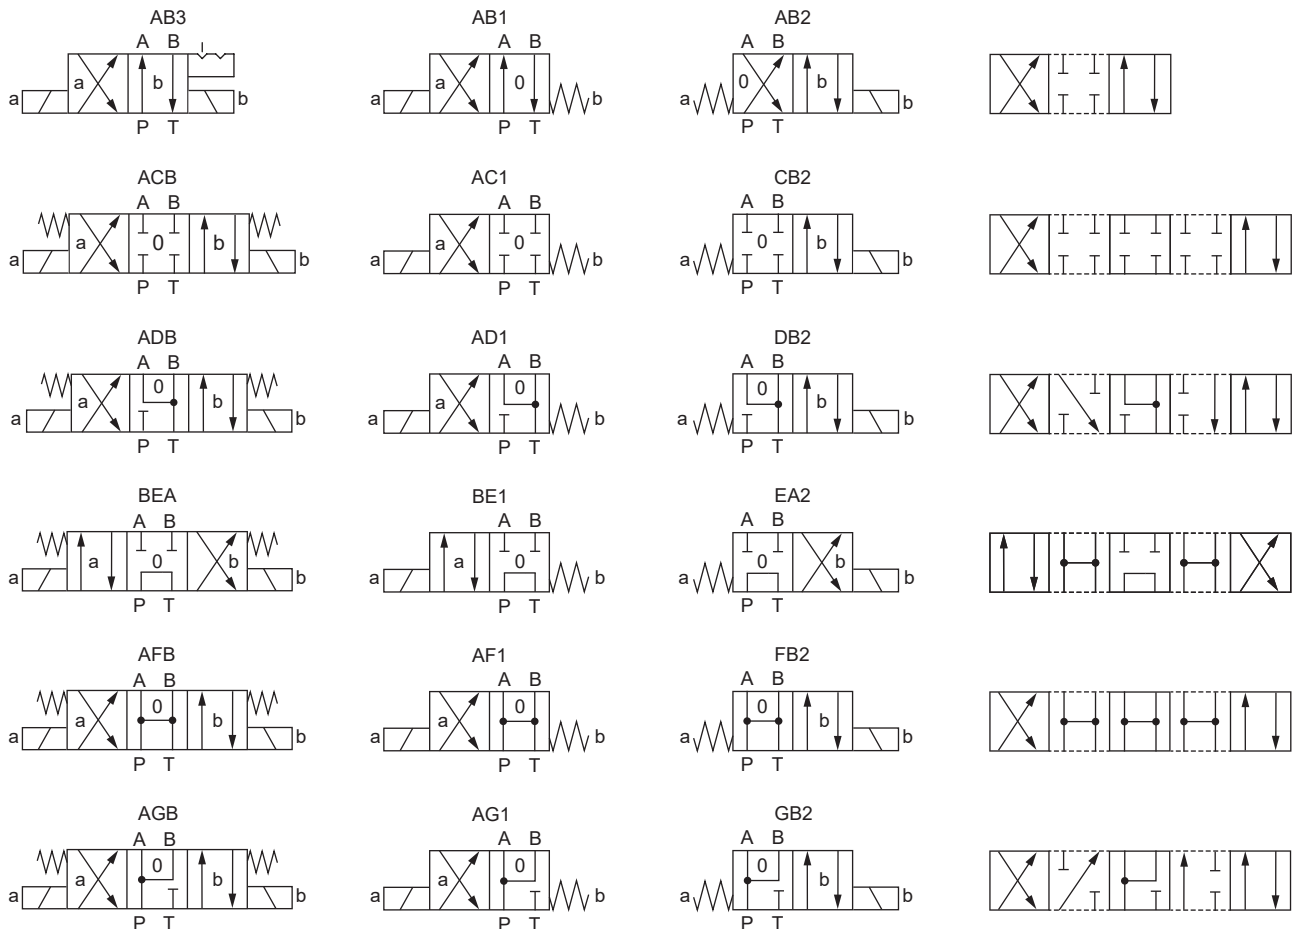 AB3 AB1 AB2
A B A B A B
a b a 0 0 b
a b a b a b
P T P T P T
ACB AC1 CB2
A B A B A B
a 0 b a 0 0 b
a b a b a b
P T P T P T
ADB AD1 DB2
A B A B A B
0 0 0
a b a b
a b a b a b
P T P T P T
BEA BE1 EA2
A B A B A B
a 0 b a 0 0 b
a b a b a b
P T P T P T
AFB AF1 FB2
A B A B A B
0 0 0
a b a b
a b a b a b
P T P T P T
AGB AG1 GB2
A B A B A B
0 0 0
a b a b
a b a b a b
P T P T P T